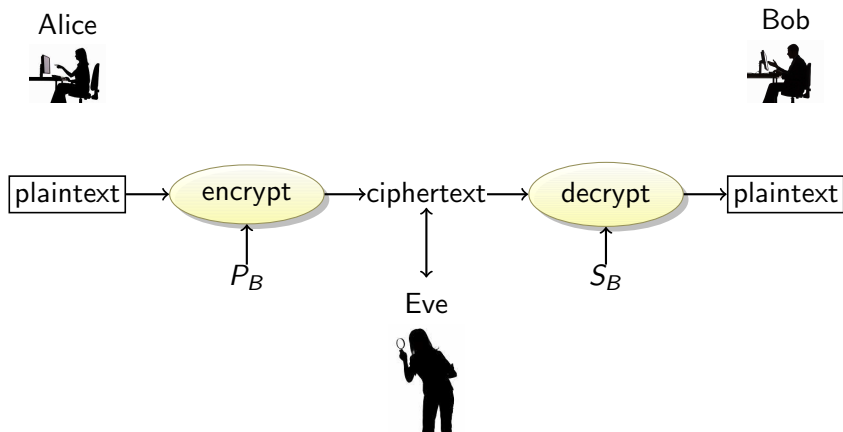 Alice
Bob
plaintext encrypt ciphertext decrypt plaintext
P_B S_B
Eve